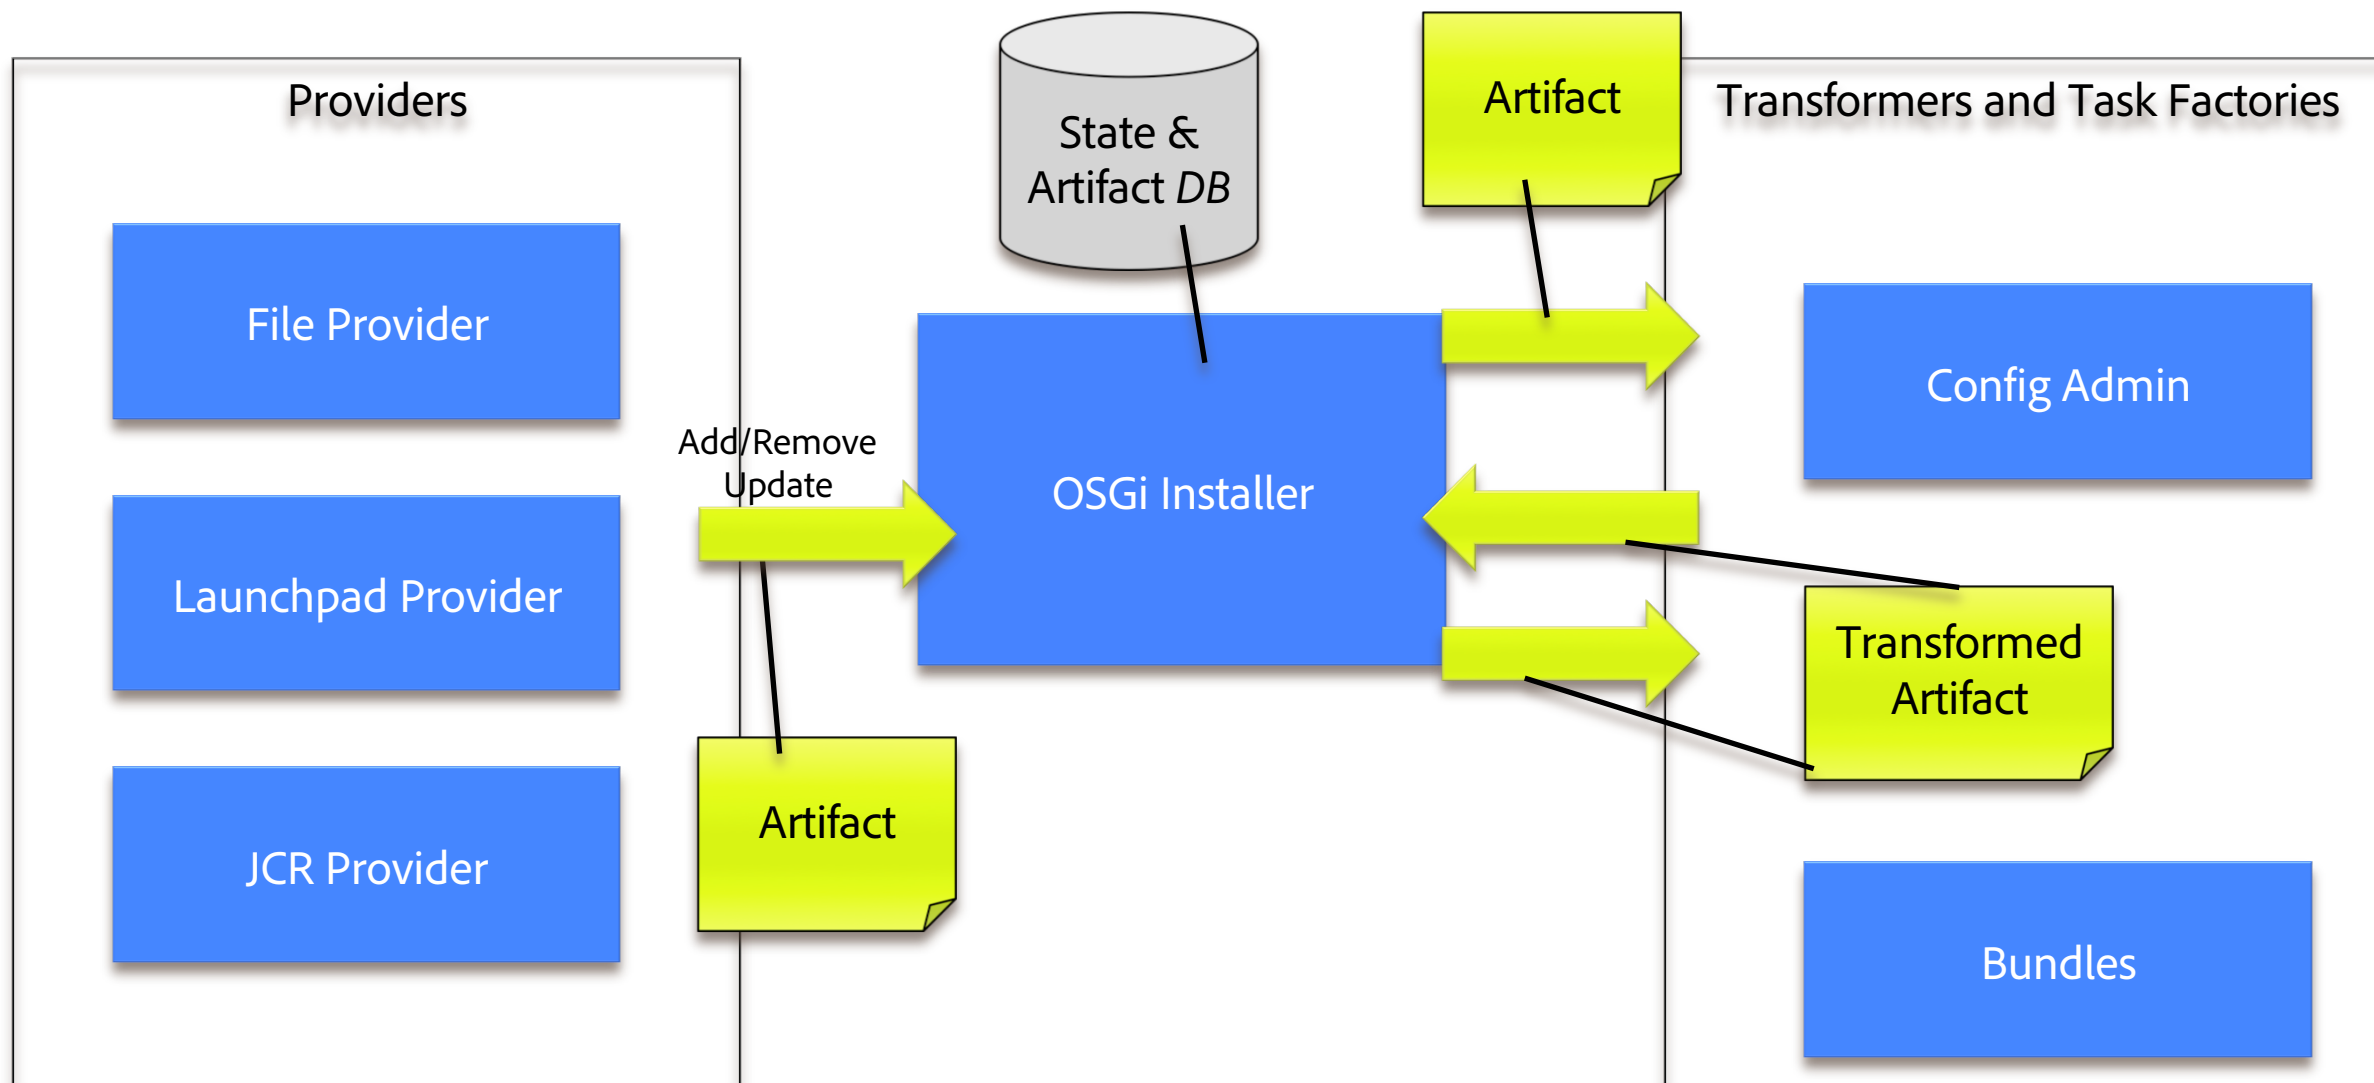 Providers
File Provider
Launchpad Provider
JCR Provider
Add/Remove
Update
Artifact
State &
Artifact DB
OSGi Installer
Artifact
Transformers and Task Factories
Config Admin
Transformed
Artifact
Bundles